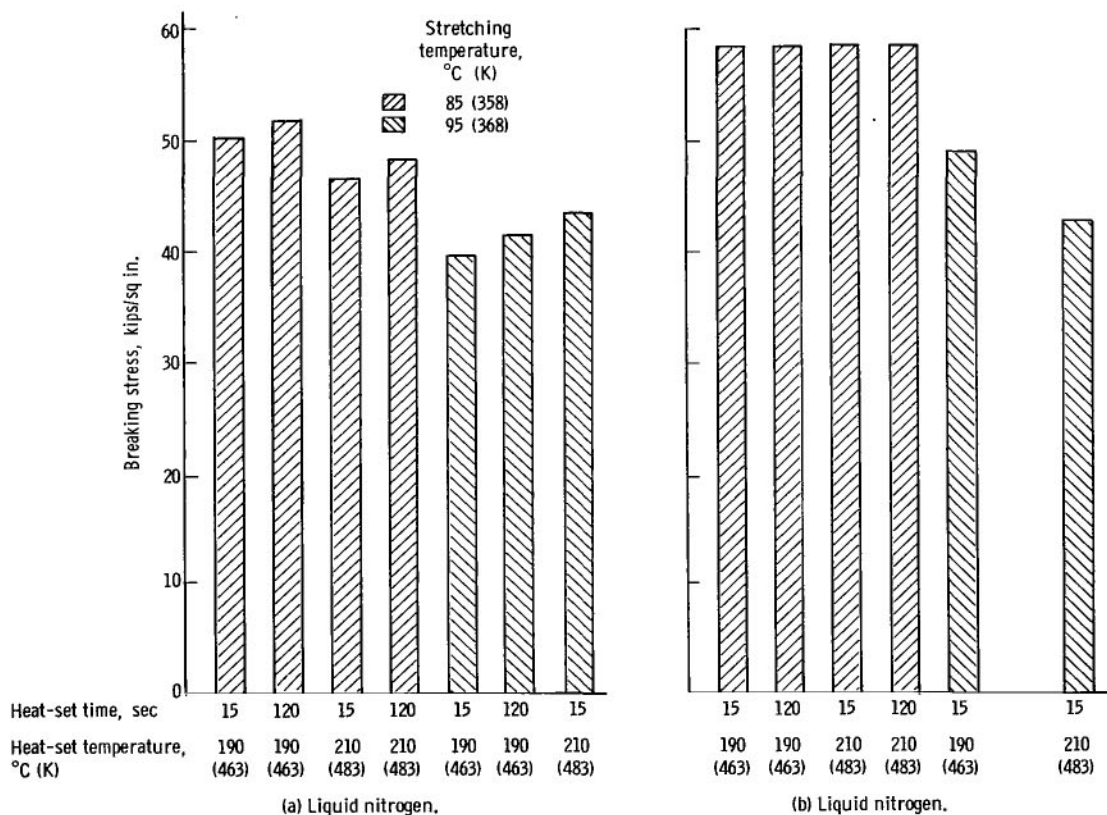 Stretching
temperature,
°C (K)
85 (358)
95 (368)
60
50
40
30
20
10
0
Breaking stress, kips/sq in.
Heat-set time, sec 15 120 15 120 15 120 15 15 120 15 120 15 15
Heat-set temperature, 190 190 210 210 190 190 210 190 190 210 210 190 210
°C (K) (463) (463) (483) (483) (463) (463) (483) (463) (463) (483) (483) (463) (483)
(a) Liquid nitrogen. (b) Liquid nitrogen.